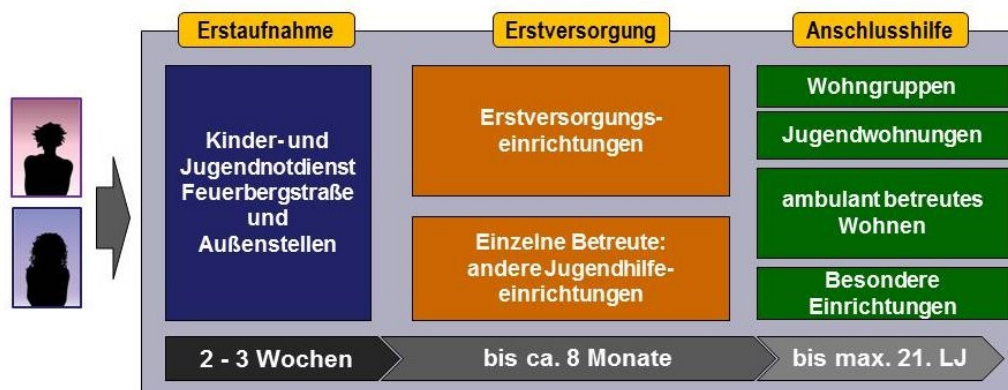 Erstaufnahme
Erstversorgung
Anschlusshilfe
Kinder- und
Jugendnotdienst
Feuerbergstraße
und
Außenstellen
Erstversorgungs-
einrichtungen
Einzelne Betreute:
andere Jugendhilfe-
einrichtungen
Wohngruppen
Jugendwohnungen
ambulant betreutes
Wohnen
Besondere
Einrichtungen
2 - 3 Wochen
bis ca. 8 Monate
bis max. 21. LJ